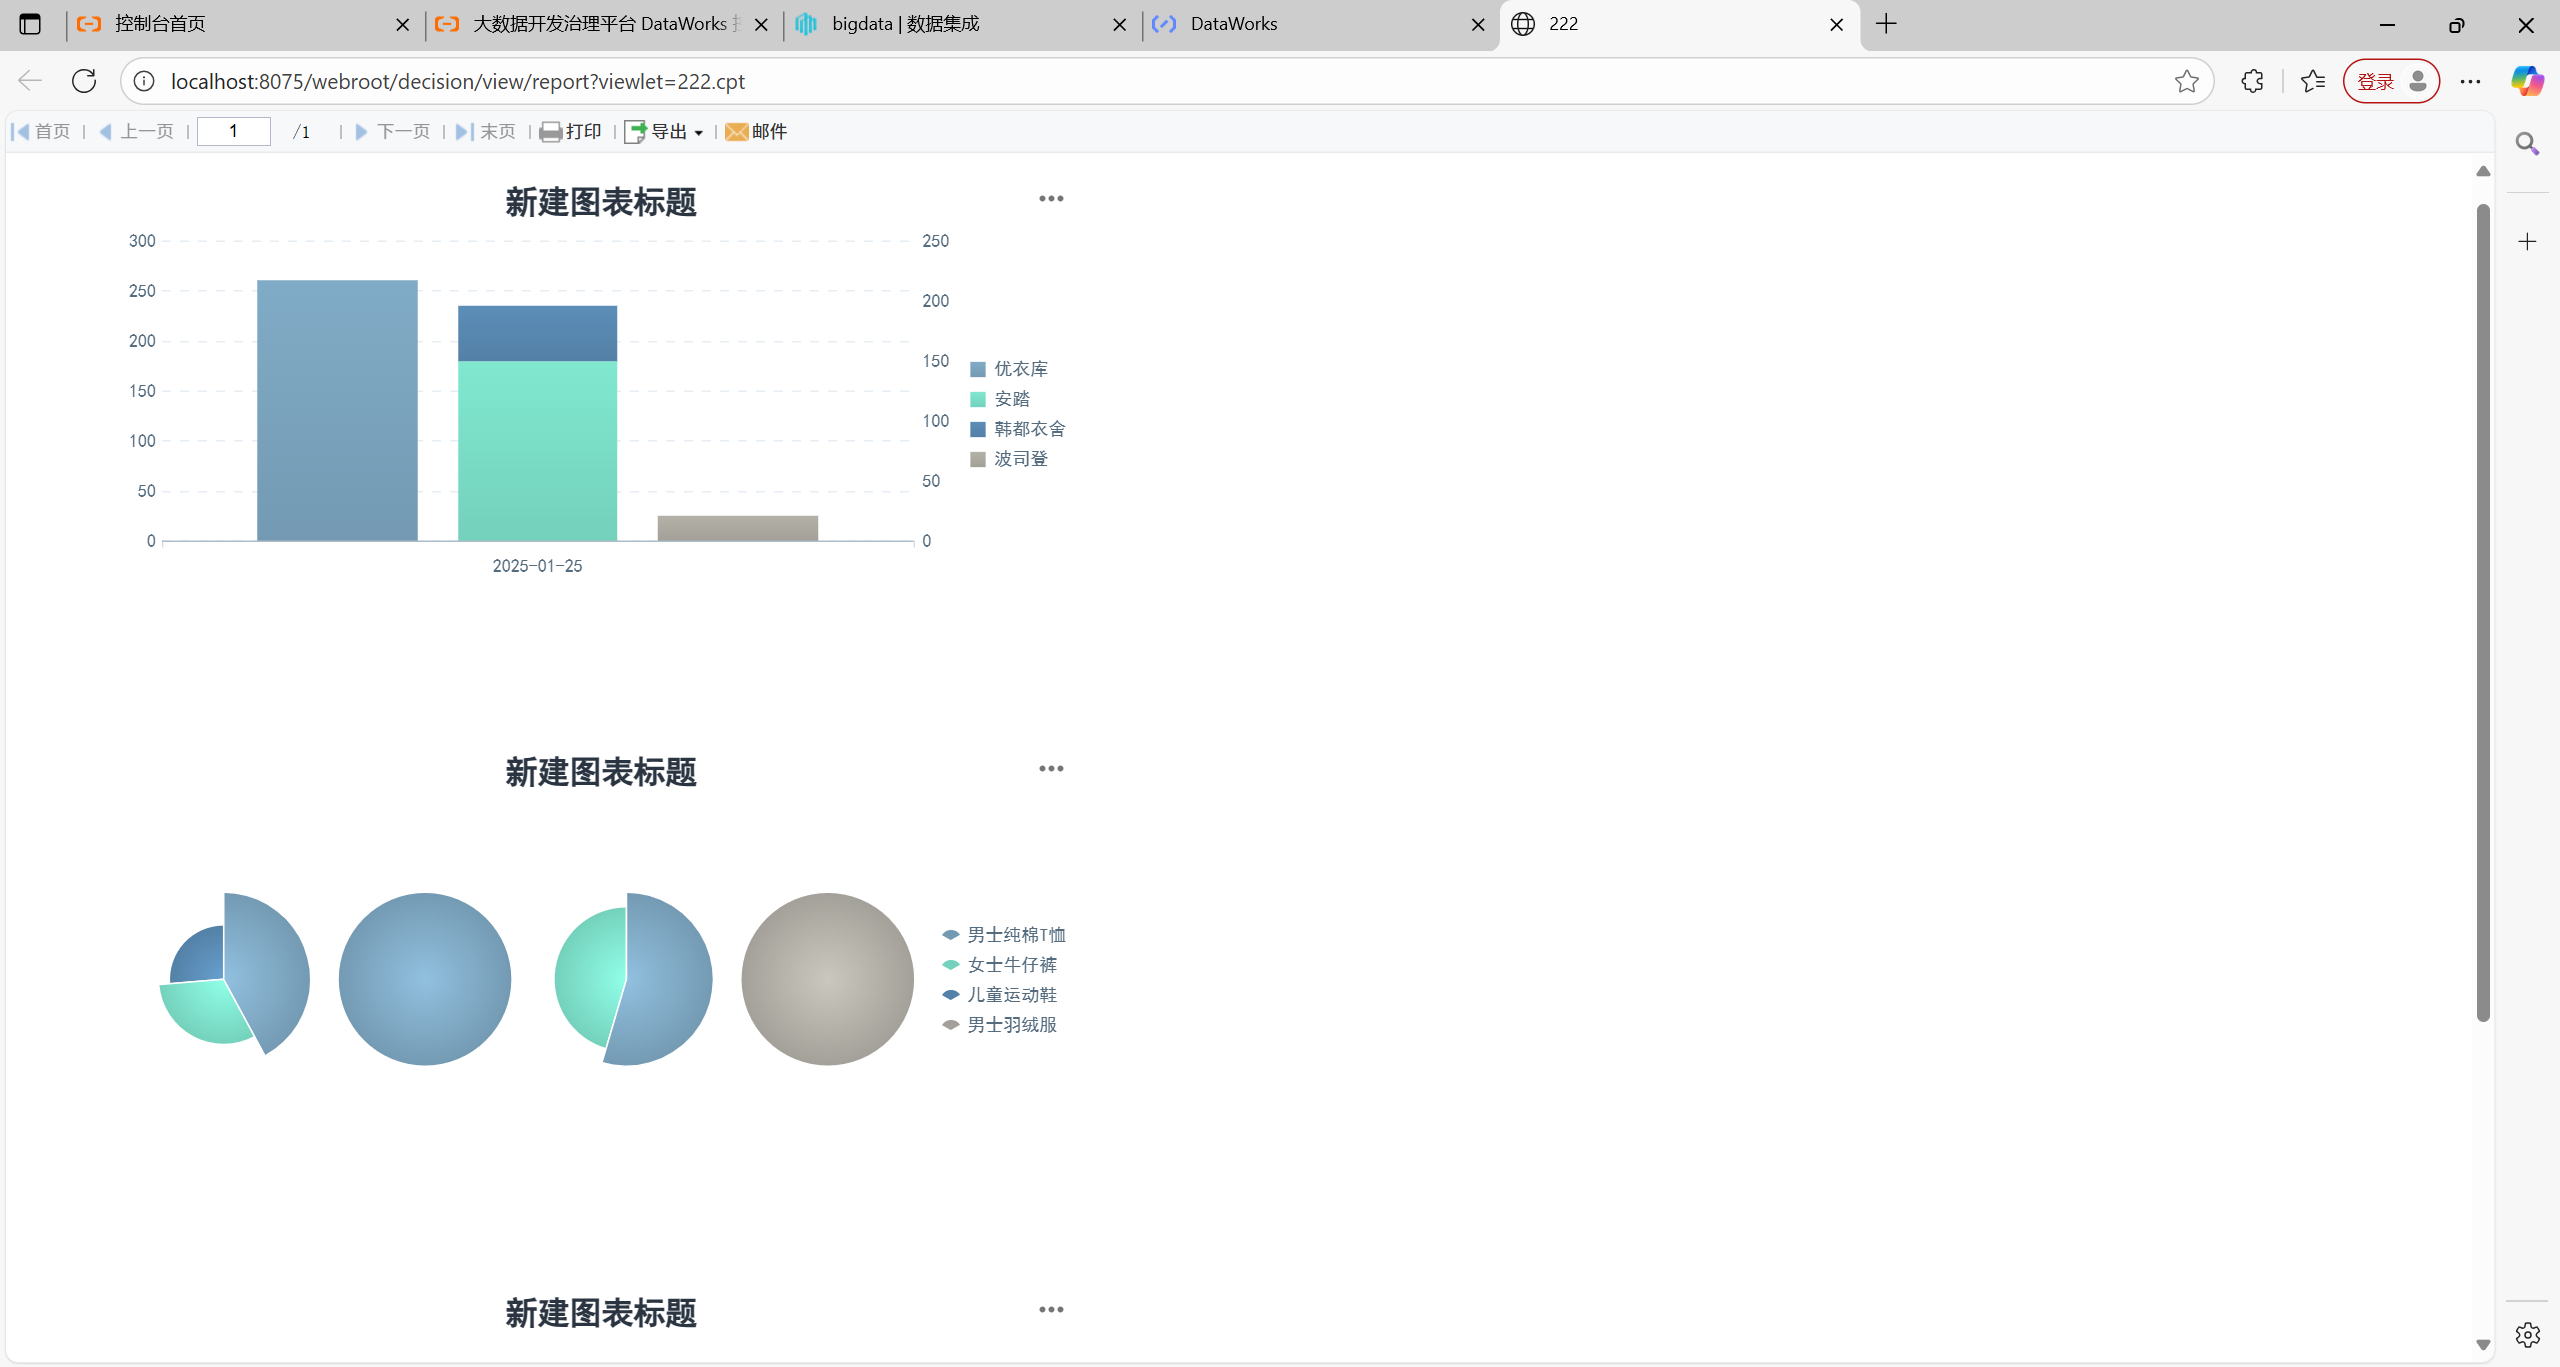 控制台首页
大数据开发治理平台 DataWorks
bigdata | 数据集成
DataWorks
222
localhost:8075/webroot/decision/view/report?viewlet=222.cpt
登录
首页 上一页 1 /1 下一页 末页 打印 导出 邮件
新建图表标题
300
250
200
150
100
50
0
250
200
150
100
50
0
2025-01-25
优衣库
安踏
韩都衣舍
波司登
新建图表标题
男士纯棉T恤
女士牛仔裤
儿童运动鞋
男士羽绒服
新建图表标题